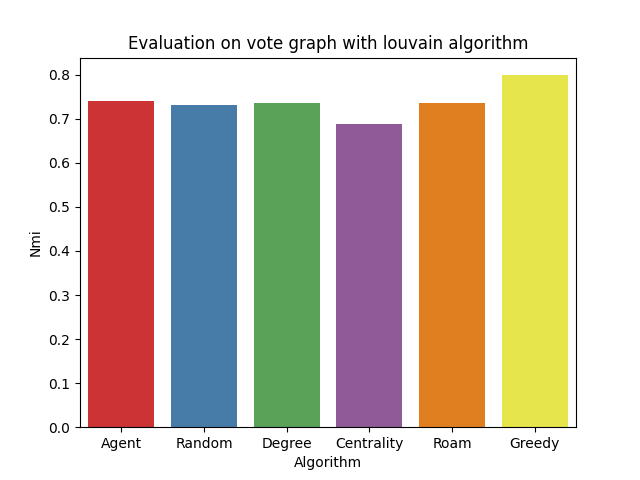 Evaluation on vote graph with louvain algorithm
0.8
0.7
0.6
0.5
0.4
0.3
0.2
0.1
0.0
Nmi
Agent Random Degree Centrality Roam Greedy
Algorithm